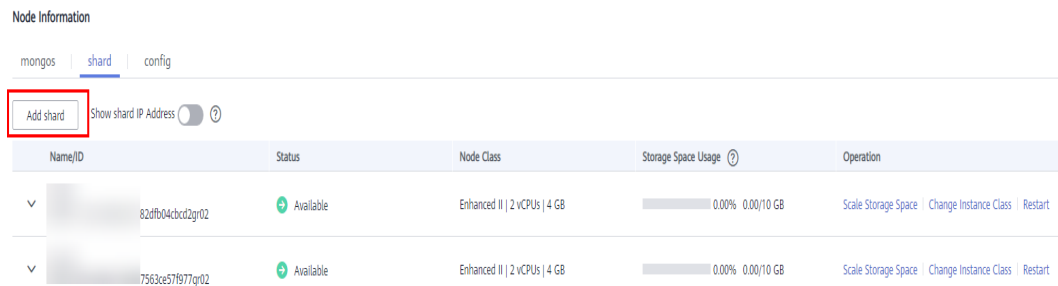 Node Information
mongos shard config
Add shard Show shard IP Address ?
Name/ID Status Node Class Storage Space Usage ? Operation
82dfb04cbcd2gr02 Available Enhanced II | 2 vCPUs | 4 GB 0.00% 0.00/10 GB Scale Storage Space | Change Instance Class | Restart
7563ce57f977gr02 Available Enhanced II | 2 vCPUs | 4 GB 0.00% 0.00/10 GB Scale Storage Space | Change Instance Class | Restart